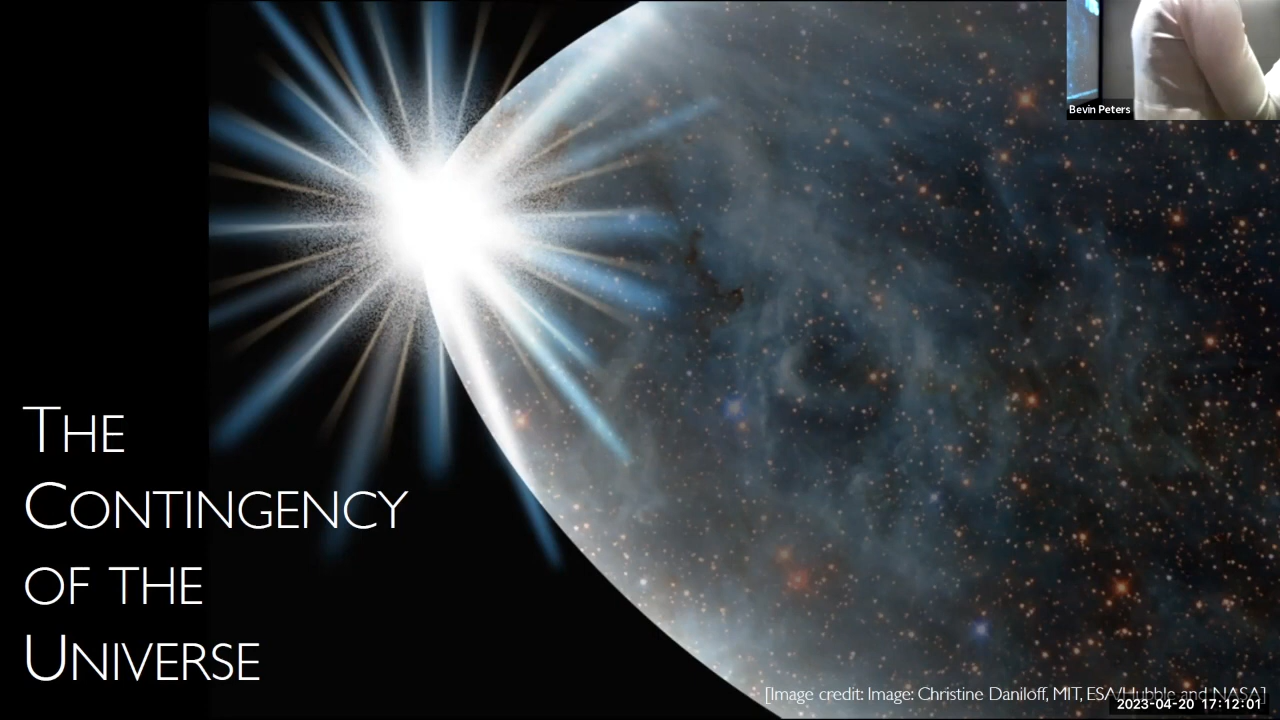 Bevin Peters
THE
CONTINGENCY
OF THE
UNIVERSE
[Image credit: Image: Christine Daniloff, MIT, ESA/Hubble and NASA]
2023-04-20 17:12:01